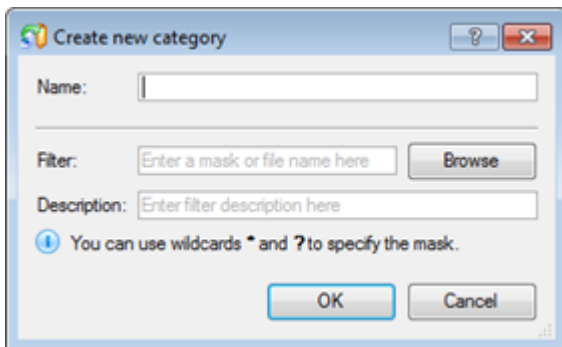 Create new category
Name:
Filter: Enter a mask or file name here Browse
Description: Enter filter description here
You can use wildcards * and ? to specify the mask.
OK Cancel